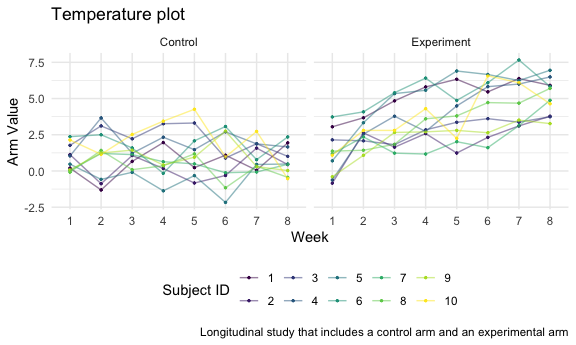 Temperature plot
Control Experiment
Arm Value
7.5
5.0
2.5
0.0
-2.5
1 2 3 4 5 6 7 8 1 2 3 4 5 6 7 8
Week
Subject ID
1 3 5 7 9
2 4 6 8 10
Longitudinal study that includes a control arm and an experimental arm